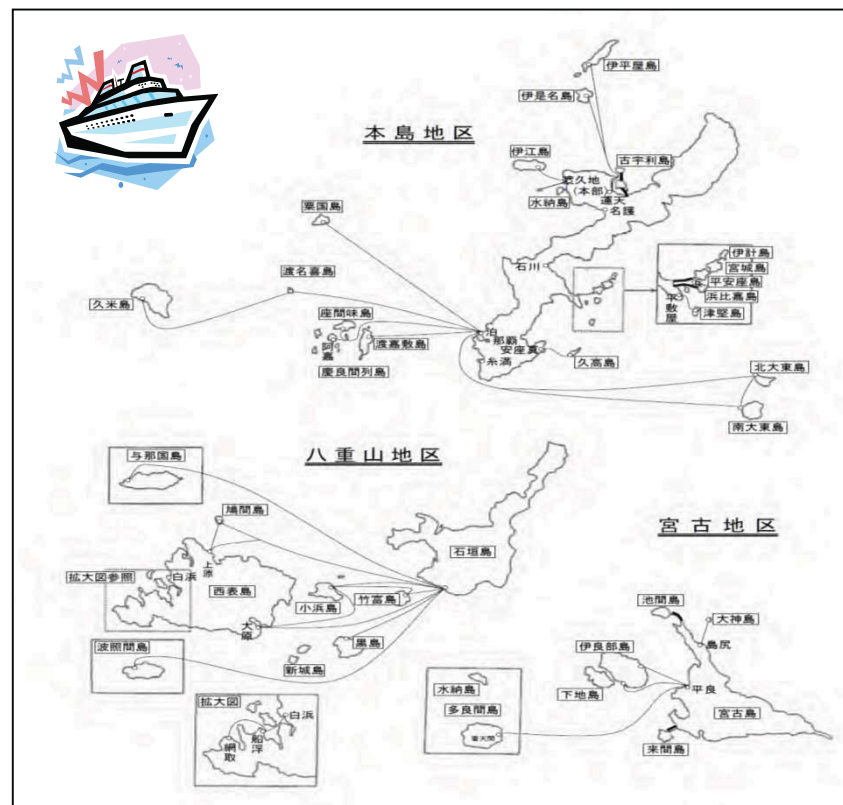 本島地区
伊平屋島
伊是名島
伊江島
古宇利島
渡久地
(本部)
運天
水納島
名護
粟国島
渡名喜島
久米島
座間味島
阿嘉
渡嘉敷島
慶良間列島
石川
泊
那覇
安座真
糸満
久高島
伊計島
宮城島
平安座島
浜比嘉島
平敷屋
津堅島
北大東島
南大東島
八重山地区
与那国島
鳩間島
上原
白浜
拡大図参照
西表島
大原
小浜島
竹富島
石垣島
黒島
新城島
波照間島
拡大図
白浜
船浮
網取
宮古地区
池間島
大神島
島尻
伊良部島
下地島
平良
宮古島
来間島
水納島
多良間島
普天間